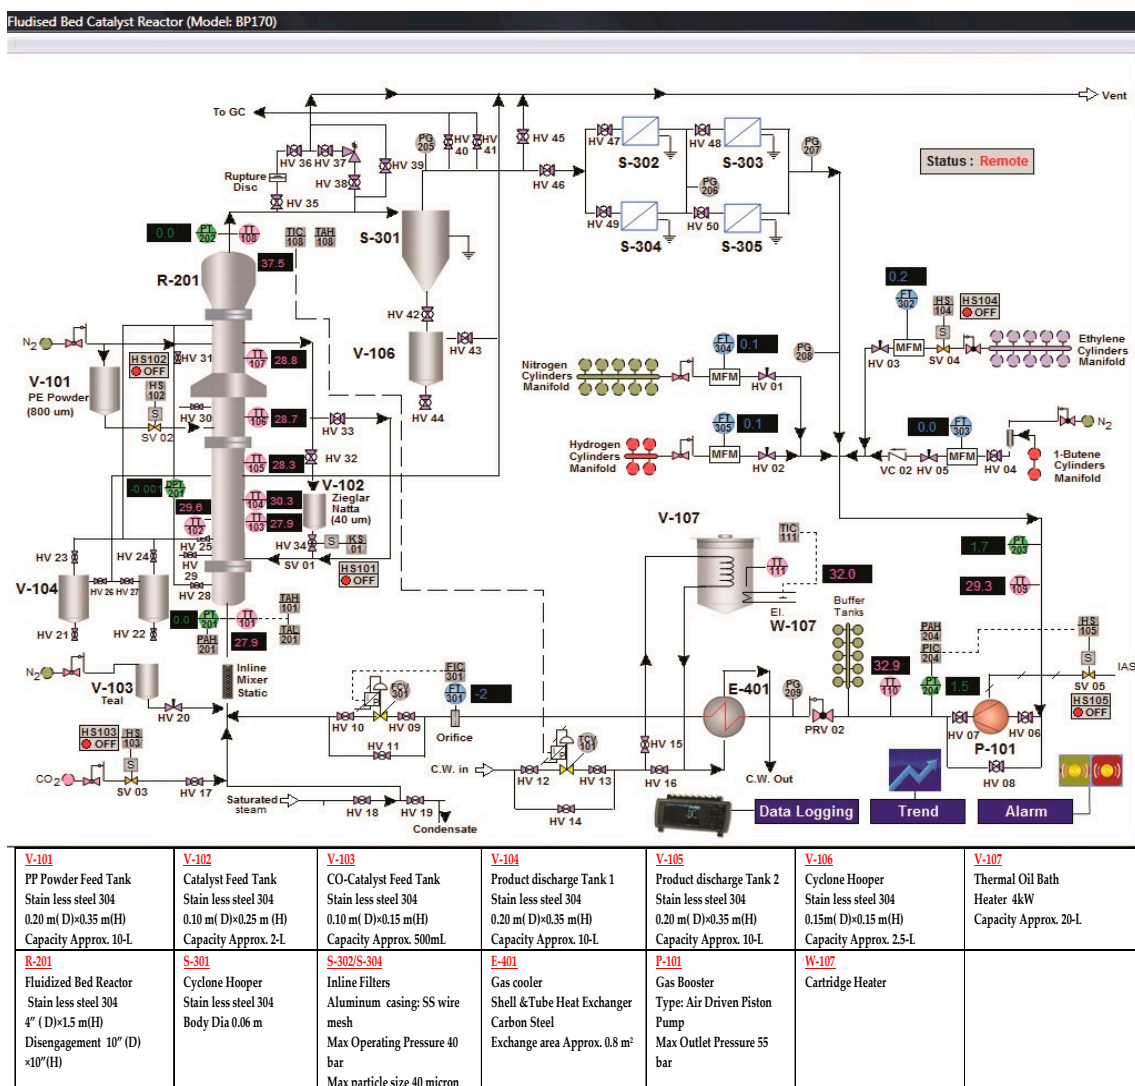 Fludised Bed Catalyst Reactor (Model: BP170)
To GC
Vent
PG 205
HV 40
HV 41
HV 45
HV 47
S-302
HV 48
S-303
PG 207
HV 36
HV 37
HV 39
Rupture Disc
HV 38
HV 35
HV 46
PG 206
HV 49
S-304
HV 50
S-305
Status : Remote
0.0
PT 202
TT 108
TIC 108
TAH 108
S-301
37.5
R-201
0.2
FT 302
HS 104
HS104
OFF
S
MFM
HV 03
SV 04
Ethylene Cylinders Manifold
N2
HV 31
HS102
OFF
HS 102
S
V-101
PE Powder (800 um)
SV 02
HV 30
TT 107
28.8
HV 42
V-106
HV 43
HV 44
TT 106
28.7
HV 33
FT 304
0.1
PG 208
Nitrogen Cylinders Manifold
MFM
HV 01
FT 305
0.1
Hydrogen Cylinders Manifold
MFM
HV 02
0.0
FT 303
VC 02
HV 05
MFM
HV 04
N2
1-Butene Cylinders Manifold
TT 105
28.3
HV 32
-0.001
DPT 201
29.6
TT 102
TT 104
30.3
TT 103
27.9
V-102
Zieglar Natta (40 um)
HV 34
S
KS 01
SV 01
HS101
OFF
HV 23
HV 24
HV 25
HV 29
HV 28
V-104
HV 26
HV 27
HV 21
HV 22
0.0
PT 201
TT 101
TAH 101
TAL 201
PAH 201
27.9
V-107
TIC 111
TT 111
32.0
El.
W-107
Buffer Tanks
1.7
PT 203
29.3
TT 109
PAH 204
PIC 204
HS 105
S
IAS
SV 05
HS105
OFF
32.9
TT 110
PT 204
1.5
N2
V-103
Teal
HV 20
Inline Mixer Static
FIC 301
FT 301
-2
FCV 301
HV 10
HV 09
HV 11
Orifice
E-401
PG 209
PRV 02
HV 07
HV 06
P-101
HV 08
HS103
OFF
HS 103
S
CO2
SV 03
HV 17
TCV 101
C.W. in
HV 12
HV 13
HV 15
HV 16
HV 14
C.W. Out
Saturated steam
HV 18
HV 19
Condensate
Data Logging
Trend
Alarm
V-101
PP Powder Feed Tank
Stain less steel 304
0.20 m( D)×0.35 m(H)
Capacity Approx. 10-L
V-102
Catalyst Feed Tank
Stain less steel 304
0.10 m( D)×0.25 m (H)
Capacity Approx. 2-L
V-103
CO-Catalyst Feed Tank
Stain less steel 304
0.10 m( D)×0.15 m(H)
Capacity Approx. 500mL
V-104
Product discharge Tank 1
Stain less steel 304
0.20 m( D)×0.35 m(H)
Capacity Approx. 10-L
V-105
Product discharge Tank 2
Stain less steel 304
0.20 m( D)×0.35 m(H)
Capacity Approx. 10-L
V-106
Cyclone Hooper
Stain less steel 304
0.15m( D)×0.15 m(H)
Capacity Approx. 2.5-L
V-107
Thermal Oil Bath
Heater 4kW
Capacity Approx. 20-L
R-201
Fluidized Bed Reactor
Stain less steel 304
4” ( D)×1.5 m(H)
Disengagement 10” (D)
×10”(H)
S-301
Cyclone Hooper
Stain less steel 304
Body Dia 0.06 m
S-302/S-304
Inline Filters
Aluminum casing: SS wire
mesh
Max Operating Pressure 40
bar
Max particle size 40 micron
E-401
Gas cooler
Shell &Tube Heat Exchanger
Carbon Steel
Exchange area Approx. 0.8 m²
P-101
Gas Booster
Type: Air Driven Piston
Pump
Max Outlet Pressure 55
bar
W-107
Cartridge Heater